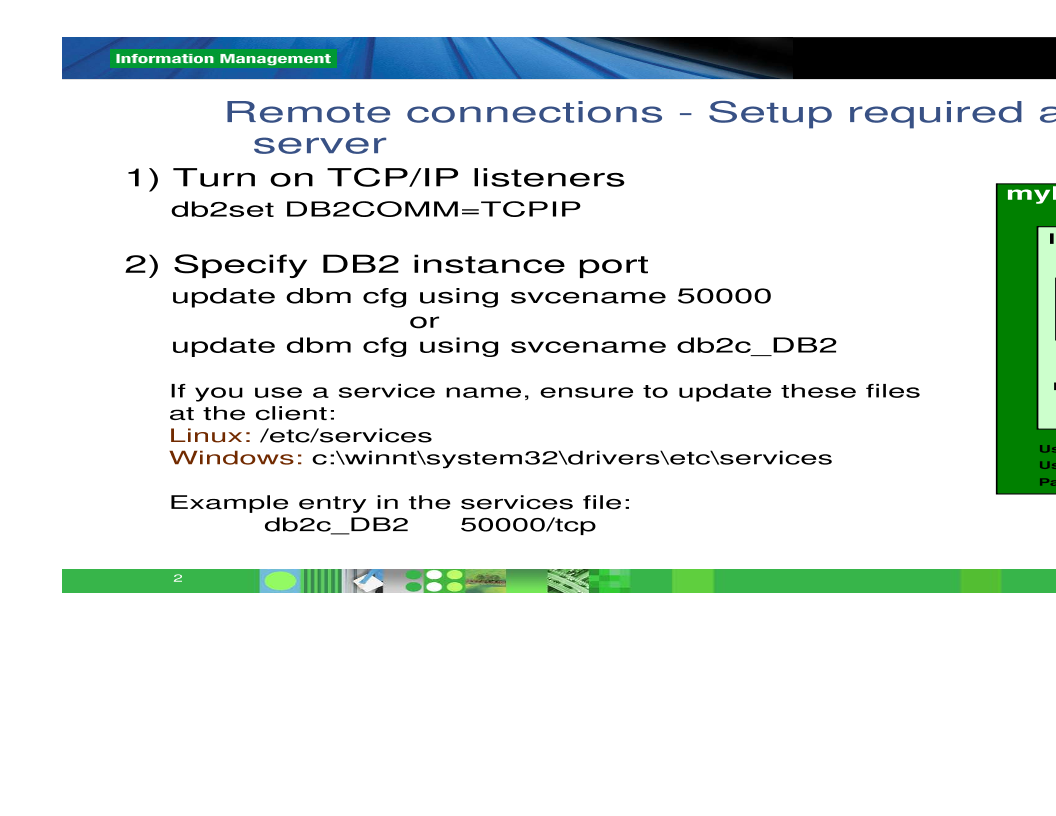 Information Management
Remote connections - Setup required a
server
1) Turn on TCP/IP listeners
db2set DB2COMM=TCPIP
2) Specify DB2 instance port
update dbm cfg using svcename 50000
or
update dbm cfg using svcename db2c_DB2
If you use a service name, ensure to update these files
at the client:
Linux: /etc/services
Windows: c:\winnt\system32\drivers\etc\services
Example entry in the services file:
db2c_DB2 50000/tcp
my
Us
Us
Pa
2